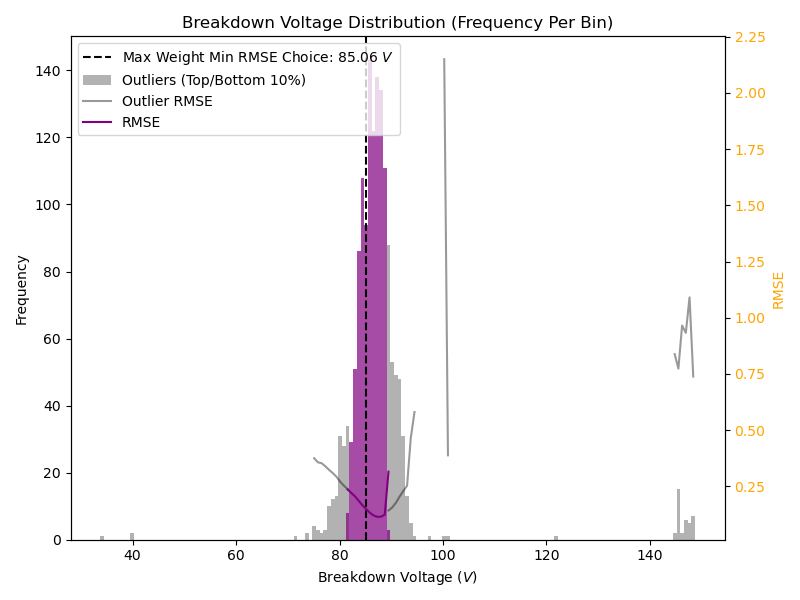 Breakdown Voltage Distribution (Frequency Per Bin)
Max Weight Min RMSE Choice: 85.06 V
Outliers (Top/Bottom 10%)
Outlier RMSE
RMSE
140
120
100
80
60
40
20
0
Frequency
2.25
2.00
1.75
1.50
1.25
1.00
0.75
0.50
0.25
RMSE
40 60 80 100 120 140
Breakdown Voltage (V)